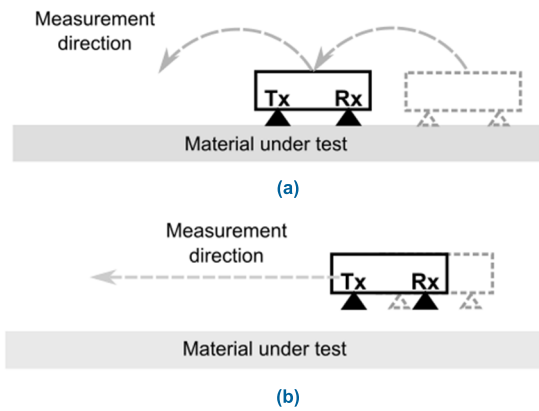 Measurement
direction
Tx Rx
Material under test
(a)
Measurement
direction
Tx Rx
Material under test
(b)